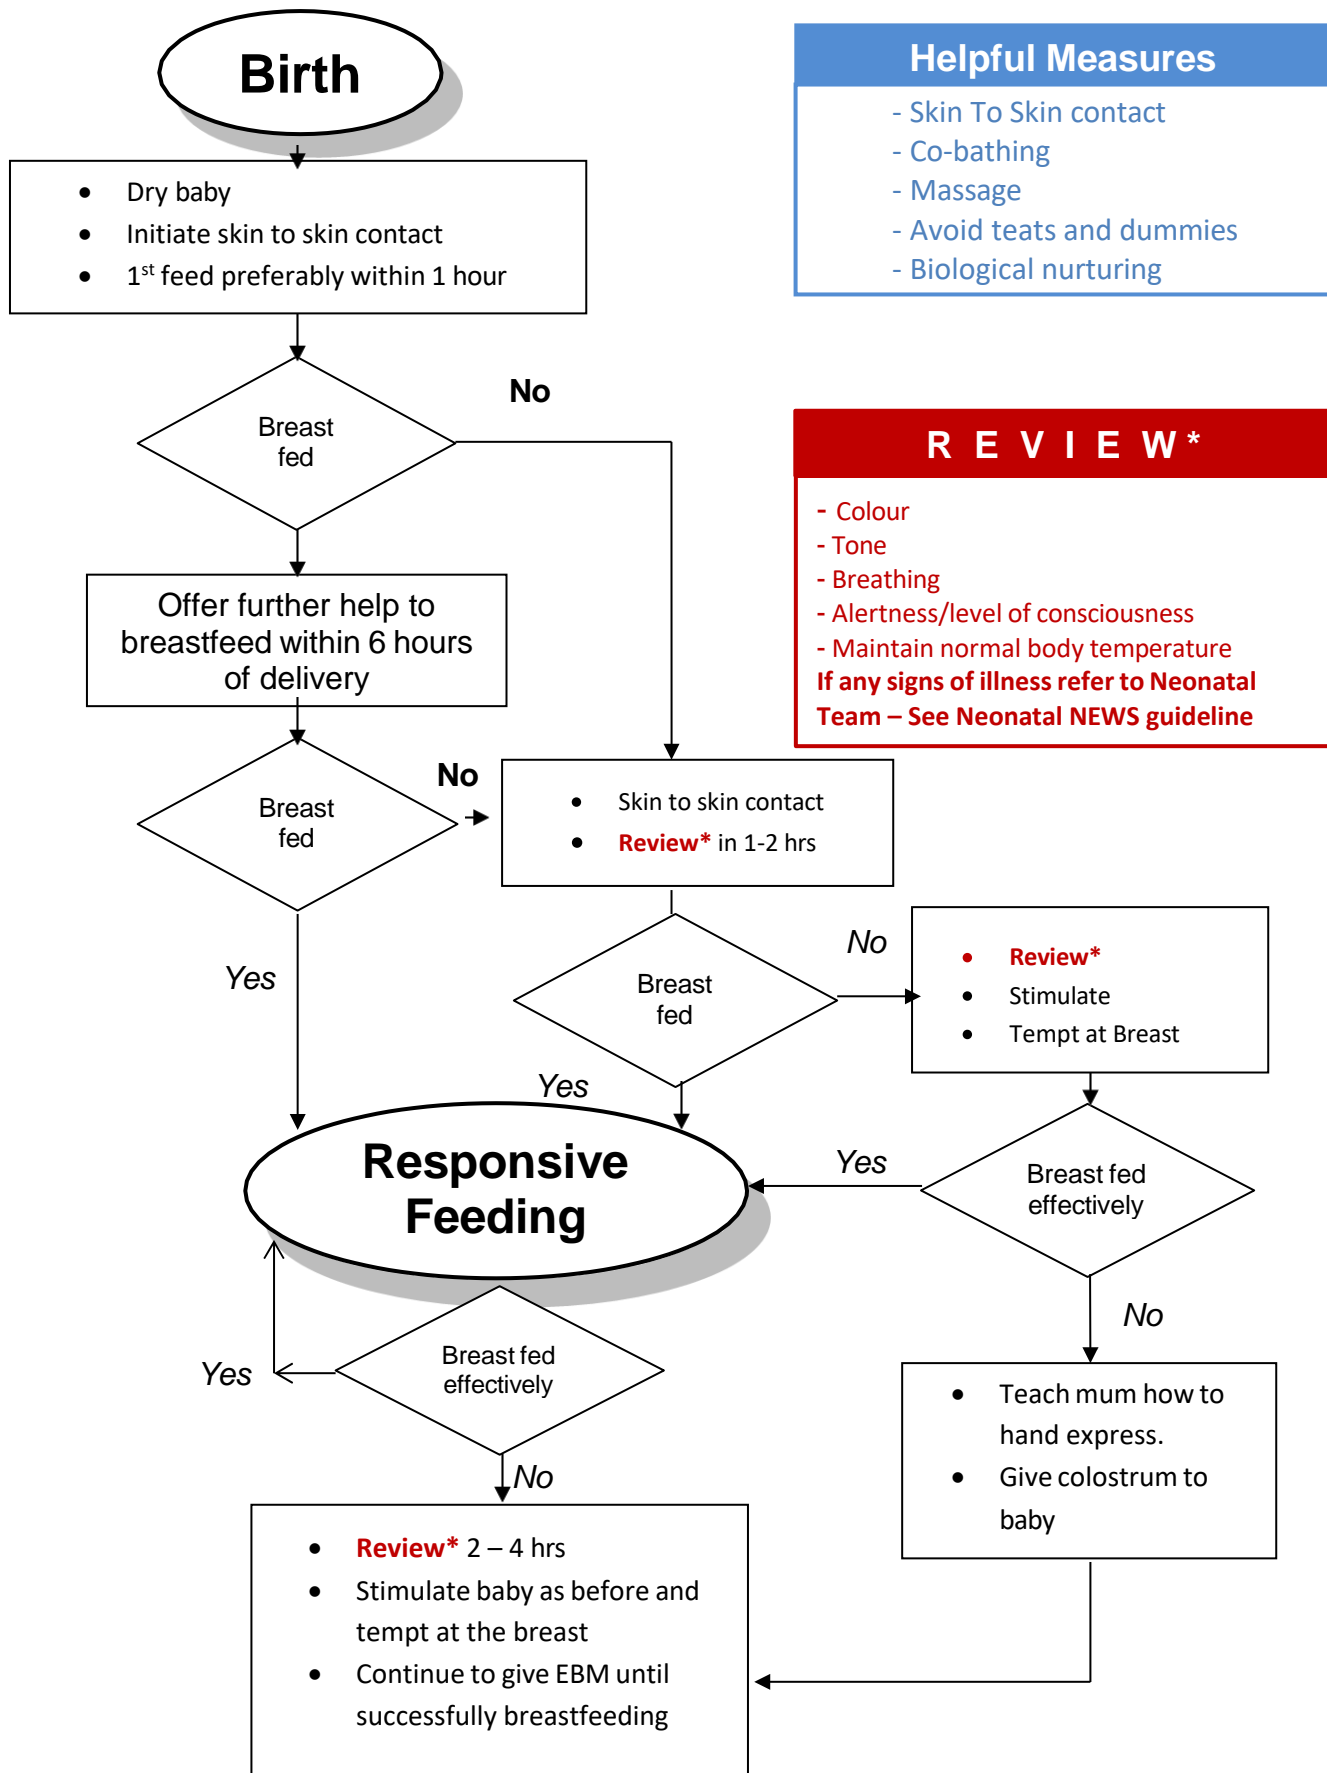 Birth
• Dry baby
• Initiate skin to skin contact
• 1st feed preferably within 1 hour
Helpful Measures
- Skin To Skin contact
- Co-bathing
- Massage
- Avoid teats and dummies
- Biological nurturing
Breast
fed
No
R E V I E W *
- Colour
- Tone
- Breathing
- Alertness/level of consciousness
- Maintain normal body temperature
If any signs of illness refer to Neonatal
Team – See Neonatal NEWS guideline
Offer further help to
breastfeed within 6 hours
of delivery
Breast
fed
No
• Skin to skin contact
• Review* in 1-2 hrs
Yes
Breast
fed
No
• Review*
• Stimulate
• Tempt at Breast
Yes
Responsive
Feeding
Yes
Breast fed
effectively
No
Yes
Breast fed
effectively
No
• Teach mum how to
hand express.
• Give colostrum to
baby
• Review* 2 – 4 hrs
• Stimulate baby as before and
tempt at the breast
• Continue to give EBM until
successfully breastfeeding